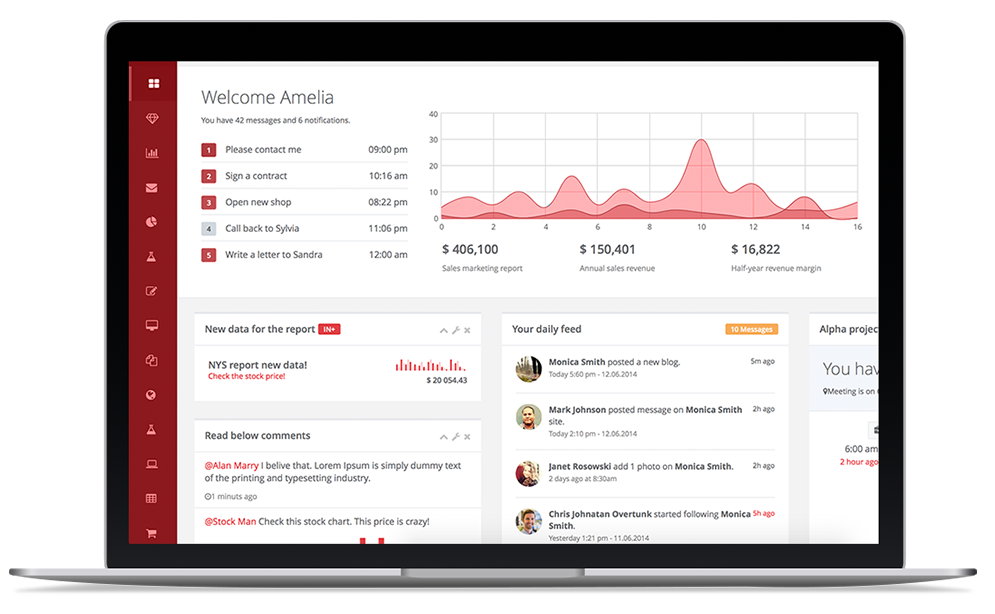 Welcome Amelia
You have 42 messages and 6 notifications.
1 Please contact me 09:00 pm
2 Sign a contract 10:16 am
3 Open new shop 08:22 pm
4 Call back to Sylvia 11:06 pm
5 Write a letter to Sandra 12:00 am
40
30
20
10
0
0 2 4 6 8 10 12 14 16
$ 406,100
Sales marketing report
$ 150,401
Annual sales revenue
$ 16,822
Half-year revenue margin
New data for the report IN+
NYS report new data!
Check the stock price!
$ 20 054.43
Read below comments
@Alan Marry I belive that. Lorem Ipsum is simply dummy text
of the printing and typesetting industry.
1 minuts ago
@Stock Man Check this stock chart. This price is crazy!
Your daily feed 10 Messages
Monica Smith posted a new blog. 5m ago
Today 5:60 pm - 12.06.2014
Mark Johnson posted message on Monica Smith 2h ago
site.
Today 2:10 pm - 12.06.2014
Janet Rosowski add 1 photo on Monica Smith. 2h ago
2 days ago at 8:30am
Chris Johnatan Overtunk started following Monica 5h ago
Smith.
Yesterday 1:21 pm - 11.06.2014
Alpha projec
You hav
Meeting is on
6:00 am
2 hour ago